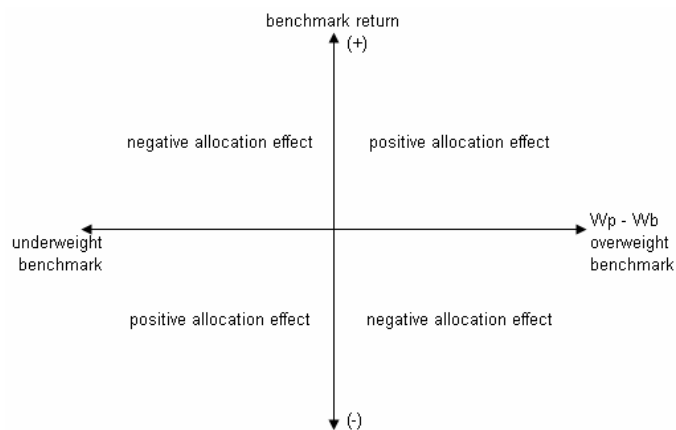 benchmark return
(+)
negative allocation effect
positive allocation effect
Wp - Wb
underweight
benchmark
overweight
benchmark
positive allocation effect
negative allocation effect
(-)